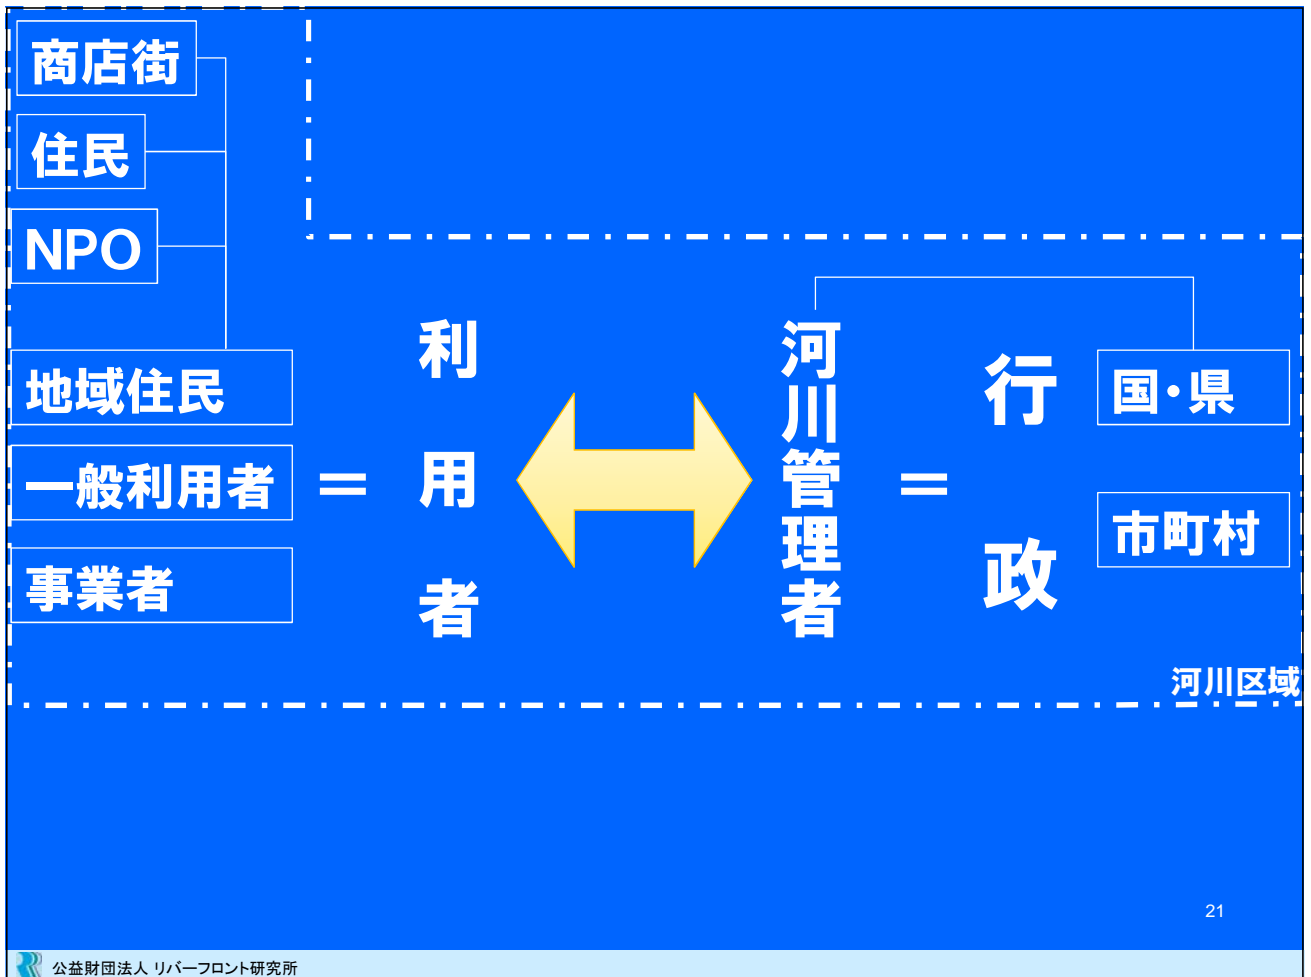 商店街
住民
NPO
地域住民
一般利用者
事業者
＝
利用者
河川管理者
＝
行政
国・県
市町村
河川区域
21
公益財団法人 リバーフロント研究所